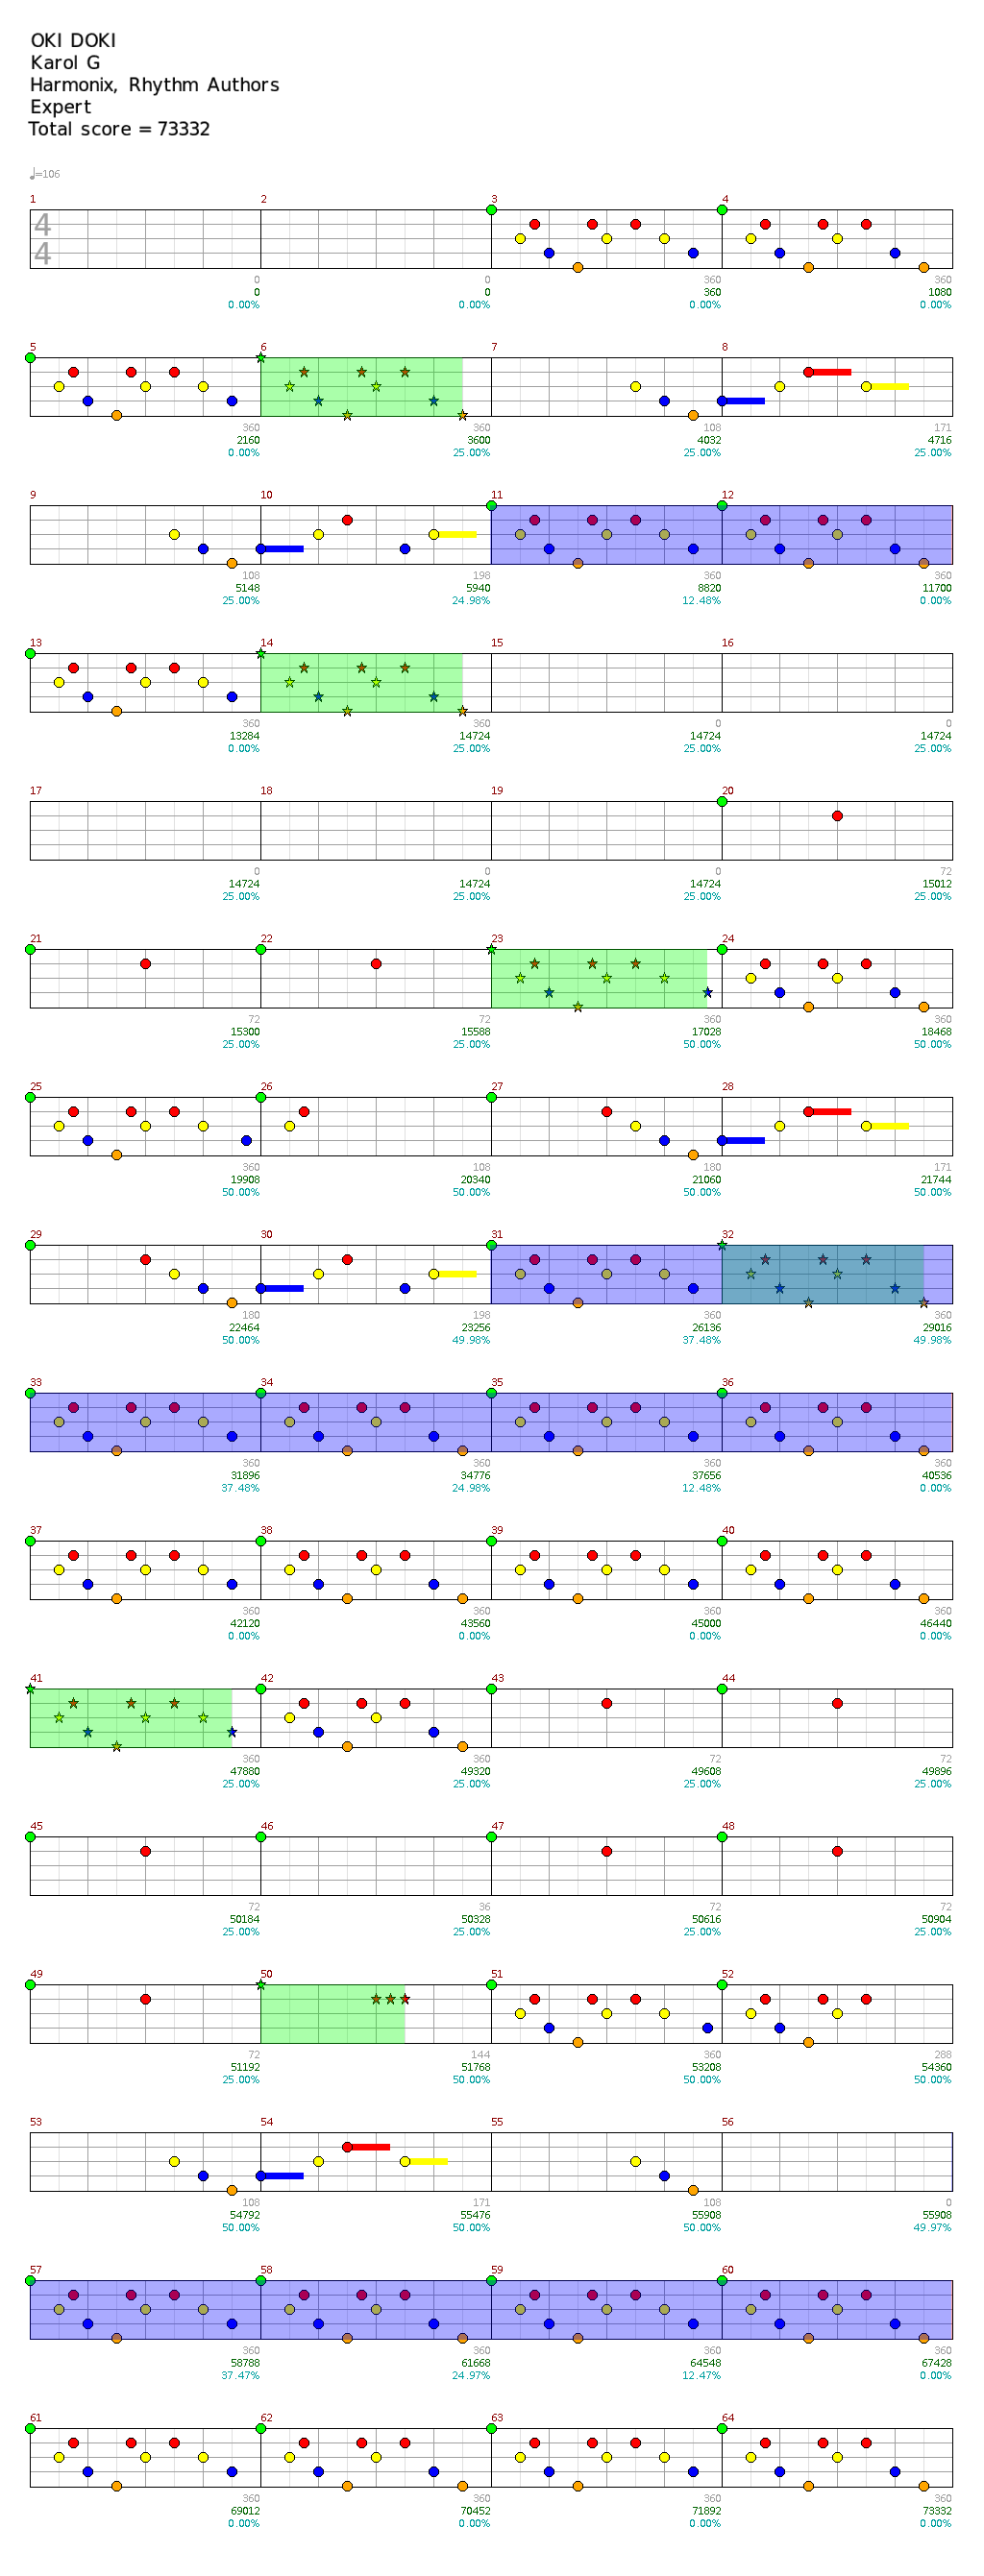 OKI DOKI
Karol G
Harmonix, Rhythm Authors
Expert
Total score = 73332
♩=106
1 2 3 4
4
4
0 0 360 360
0 0 360 1080
0.00% 0.00% 0.00% 0.00%
5 6 7 8
360 360 108 171
2160 3600 4032 4716
0.00% 25.00% 25.00% 25.00%
9 10 11 12
108 198 360 360
5148 5940 8820 11700
25.00% 24.98% 12.48% 0.00%
13 14 15 16
360 360 0 0
13284 14724 14724 14724
0.00% 25.00% 25.00% 25.00%
17 18 19 20
0 0 0 72
14724 14724 14724 15012
25.00% 25.00% 25.00% 25.00%
21 22 23 24
72 72 360 360
15300 15588 17028 18468
25.00% 25.00% 50.00% 50.00%
25 26 27 28
360 108 180 171
19908 20340 21060 21744
50.00% 50.00% 50.00% 50.00%
29 30 31 32
180 198 360 360
22464 23256 26136 29016
50.00% 49.98% 37.48% 49.98%
33 34 35 36
360 360 360 360
31896 34776 37656 40536
37.48% 24.98% 12.48% 0.00%
37 38 39 40
360 360 360 360
42120 43560 45000 46440
0.00% 0.00% 0.00% 0.00%
41 42 43 44
360 360 72 72
47880 49320 49608 49896
25.00% 25.00% 25.00% 25.00%
45 46 47 48
72 36 72 72
50184 50328 50616 50904
25.00% 25.00% 25.00% 25.00%
49 50 51 52
72 144 360 288
51192 51768 53208 54360
25.00% 50.00% 50.00% 50.00%
53 54 55 56
108 171 108 0
54792 55476 55908 55908
50.00% 50.00% 50.00% 49.97%
57 58 59 60
360 360 360 360
58788 61668 64548 67428
37.47% 24.97% 12.47% 0.00%
61 62 63 64
360 360 360 360
69012 70452 71892 73332
0.00% 0.00% 0.00% 0.00%